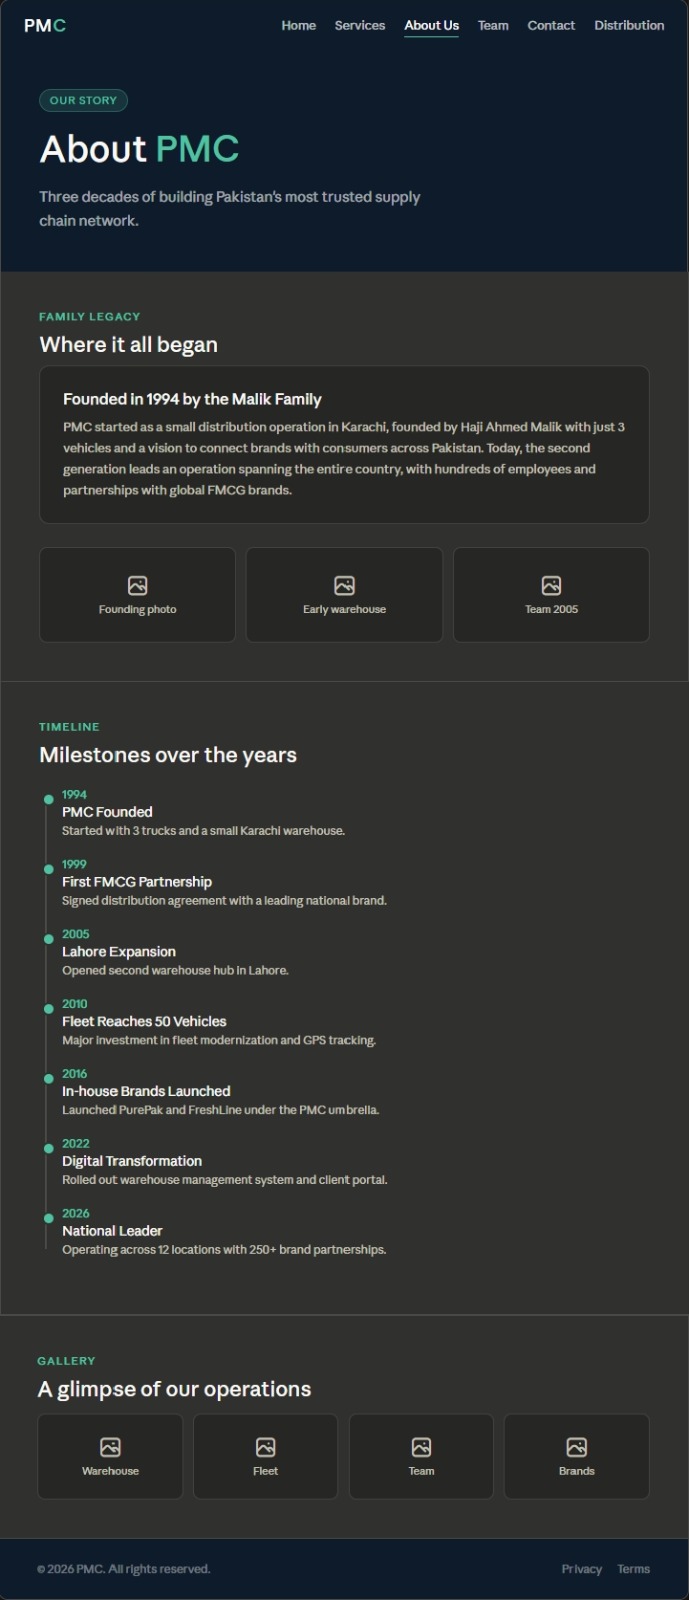 PMC
Home Services About Us Team Contact Distribution
OUR STORY
About PMC
Three decades of building Pakistan's most trusted supply
chain network.
FAMILY LEGACY
Where it all began
Founded in 1994 by the Malik Family
PMC started as a small distribution operation in Karachi, founded by Haji Ahmed Malik with just 3
vehicles and a vision to connect brands with consumers across Pakistan. Today, the second
generation leads an operation spanning the entire country, with hundreds of employees and
partnerships with global FMCG brands.
Founding photo
Early warehouse
Team 2005
TIMELINE
Milestones over the years
1994
PMC Founded
Started with 3 trucks and a small Karachi warehouse.
1999
First FMCG Partnership
Signed distribution agreement with a leading national brand.
2005
Lahore Expansion
Opened second warehouse hub in Lahore.
2010
Fleet Reaches 50 Vehicles
Major investment in fleet modernization and GPS tracking.
2016
In-house Brands Launched
Launched PurePak and FreshLine under the PMC umbrella.
2022
Digital Transformation
Rolled out warehouse management system and client portal.
2026
National Leader
Operating across 12 locations with 250+ brand partnerships.
GALLERY
A glimpse of our operations
Warehouse
Fleet
Team
Brands
© 2026 PMC. All rights reserved.
Privacy Terms